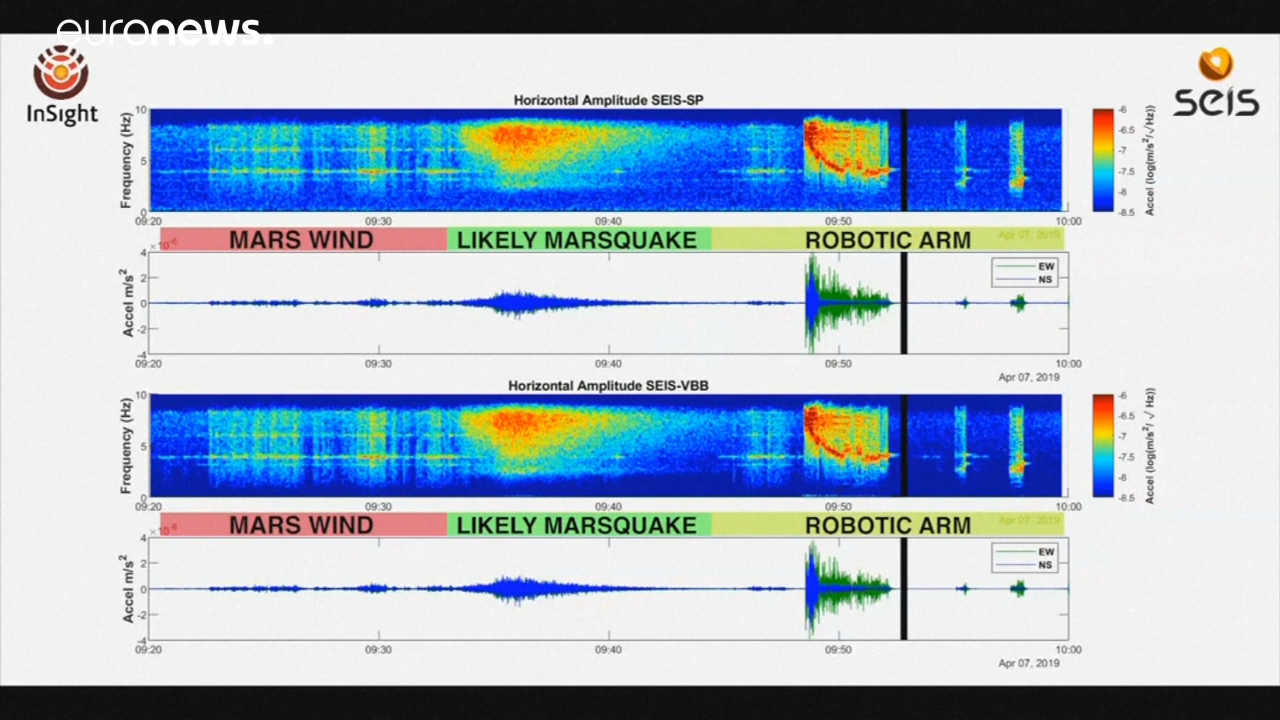 euronews.
InSight
seis
Horizontal Amplitude SEIS-SP
Frequency (Hz)
10
5
0
09:20 09:30 09:40 09:50 10:00
Apr 07, 2019
-6
-6.5
-7
-7.5
-8
-8.5
Accel (log(m/s²/√Hz))
MARS WIND LIKELY MARSQUAKE ROBOTIC ARM
× 10⁻⁶
Accel m/s²
4
2
0
-2
-4
EW
NS
09:20 09:30 09:40 09:50 10:00
Apr 07, 2019
Horizontal Amplitude SEIS-VBB
Frequency (Hz)
10
5
0
09:20 09:30 09:40 09:50 10:00
Apr 07, 2019
-6
-6.5
-7
-7.5
-8
-8.5
Accel (log(m/s²/√Hz))
MARS WIND LIKELY MARSQUAKE ROBOTIC ARM
Accel m/s²
4
2
0
-2
-4
EW
NS
09:20 09:30 09:40 09:50 10:00
Apr 07, 2019